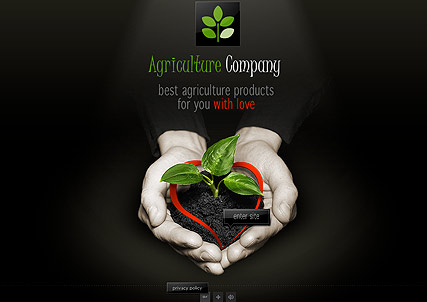 Agriculture Company
best agriculture products
for you with love
enter site
privacy policy